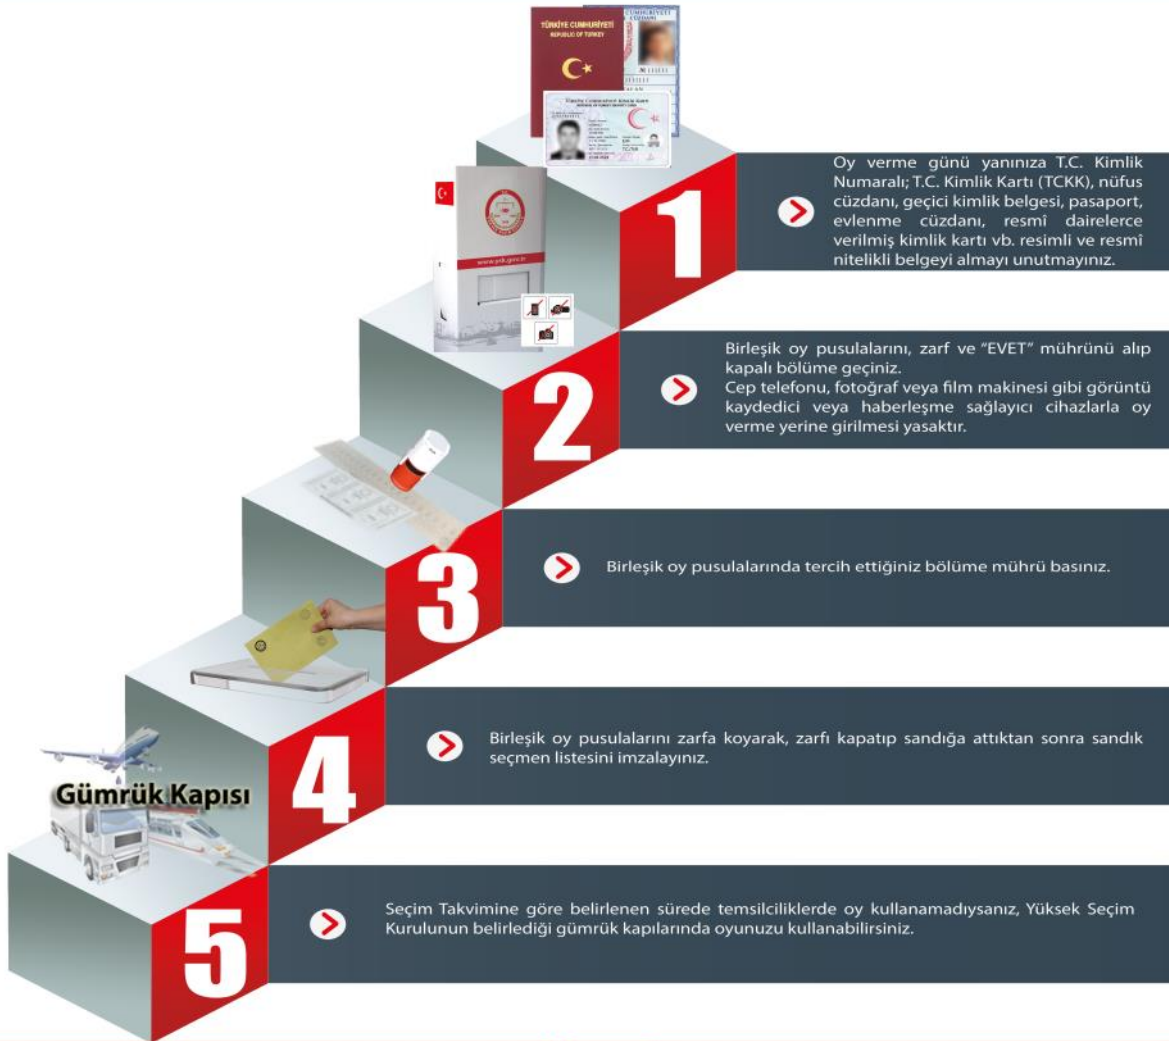 TÜRKİYE CUMHURİYETİ
REPUBLIC OF TURKEY
1
Oy verme günü yanınıza T.C. Kimlik
Numaralı; T.C. Kimlik Kartı (TCKK), nüfus
cüzdanı, geçici kimlik belgesi, pasaport,
evlenme cüzdanı, resmî dairelerce
verilmiş kimlik kartı vb. resimli ve resmî
nitelikli belgeyi almayı unutmayınız.
www.ysk.gov.tr
2
Birleşik oy pusulalarını, zarf ve “EVET” mührünü alıp
kapalı bölüme geçiniz.
Cep telefonu, fotoğraf veya film makinesi gibi görüntü
kaydedici veya haberleşme sağlayıcı cihazlarla oy
verme yerine girilmesi yasaktır.
3
Birleşik oy pusulalarında tercih ettiğiniz bölüme mührü basınız.
4
Birleşik oy pusulalarını zarfa koyarak, zarfı kapatıp sandığa attıktan sonra sandık
seçmen listesini imzalayınız.
Gümrük Kapısı
5
Seçim Takvimine göre belirlenen sürede temsilciliklerde oy kullanamadıysanız, Yüksek Seçim
Kurulunun belirlediği gümrük kapılarında oyunuzu kullanabilirsiniz.